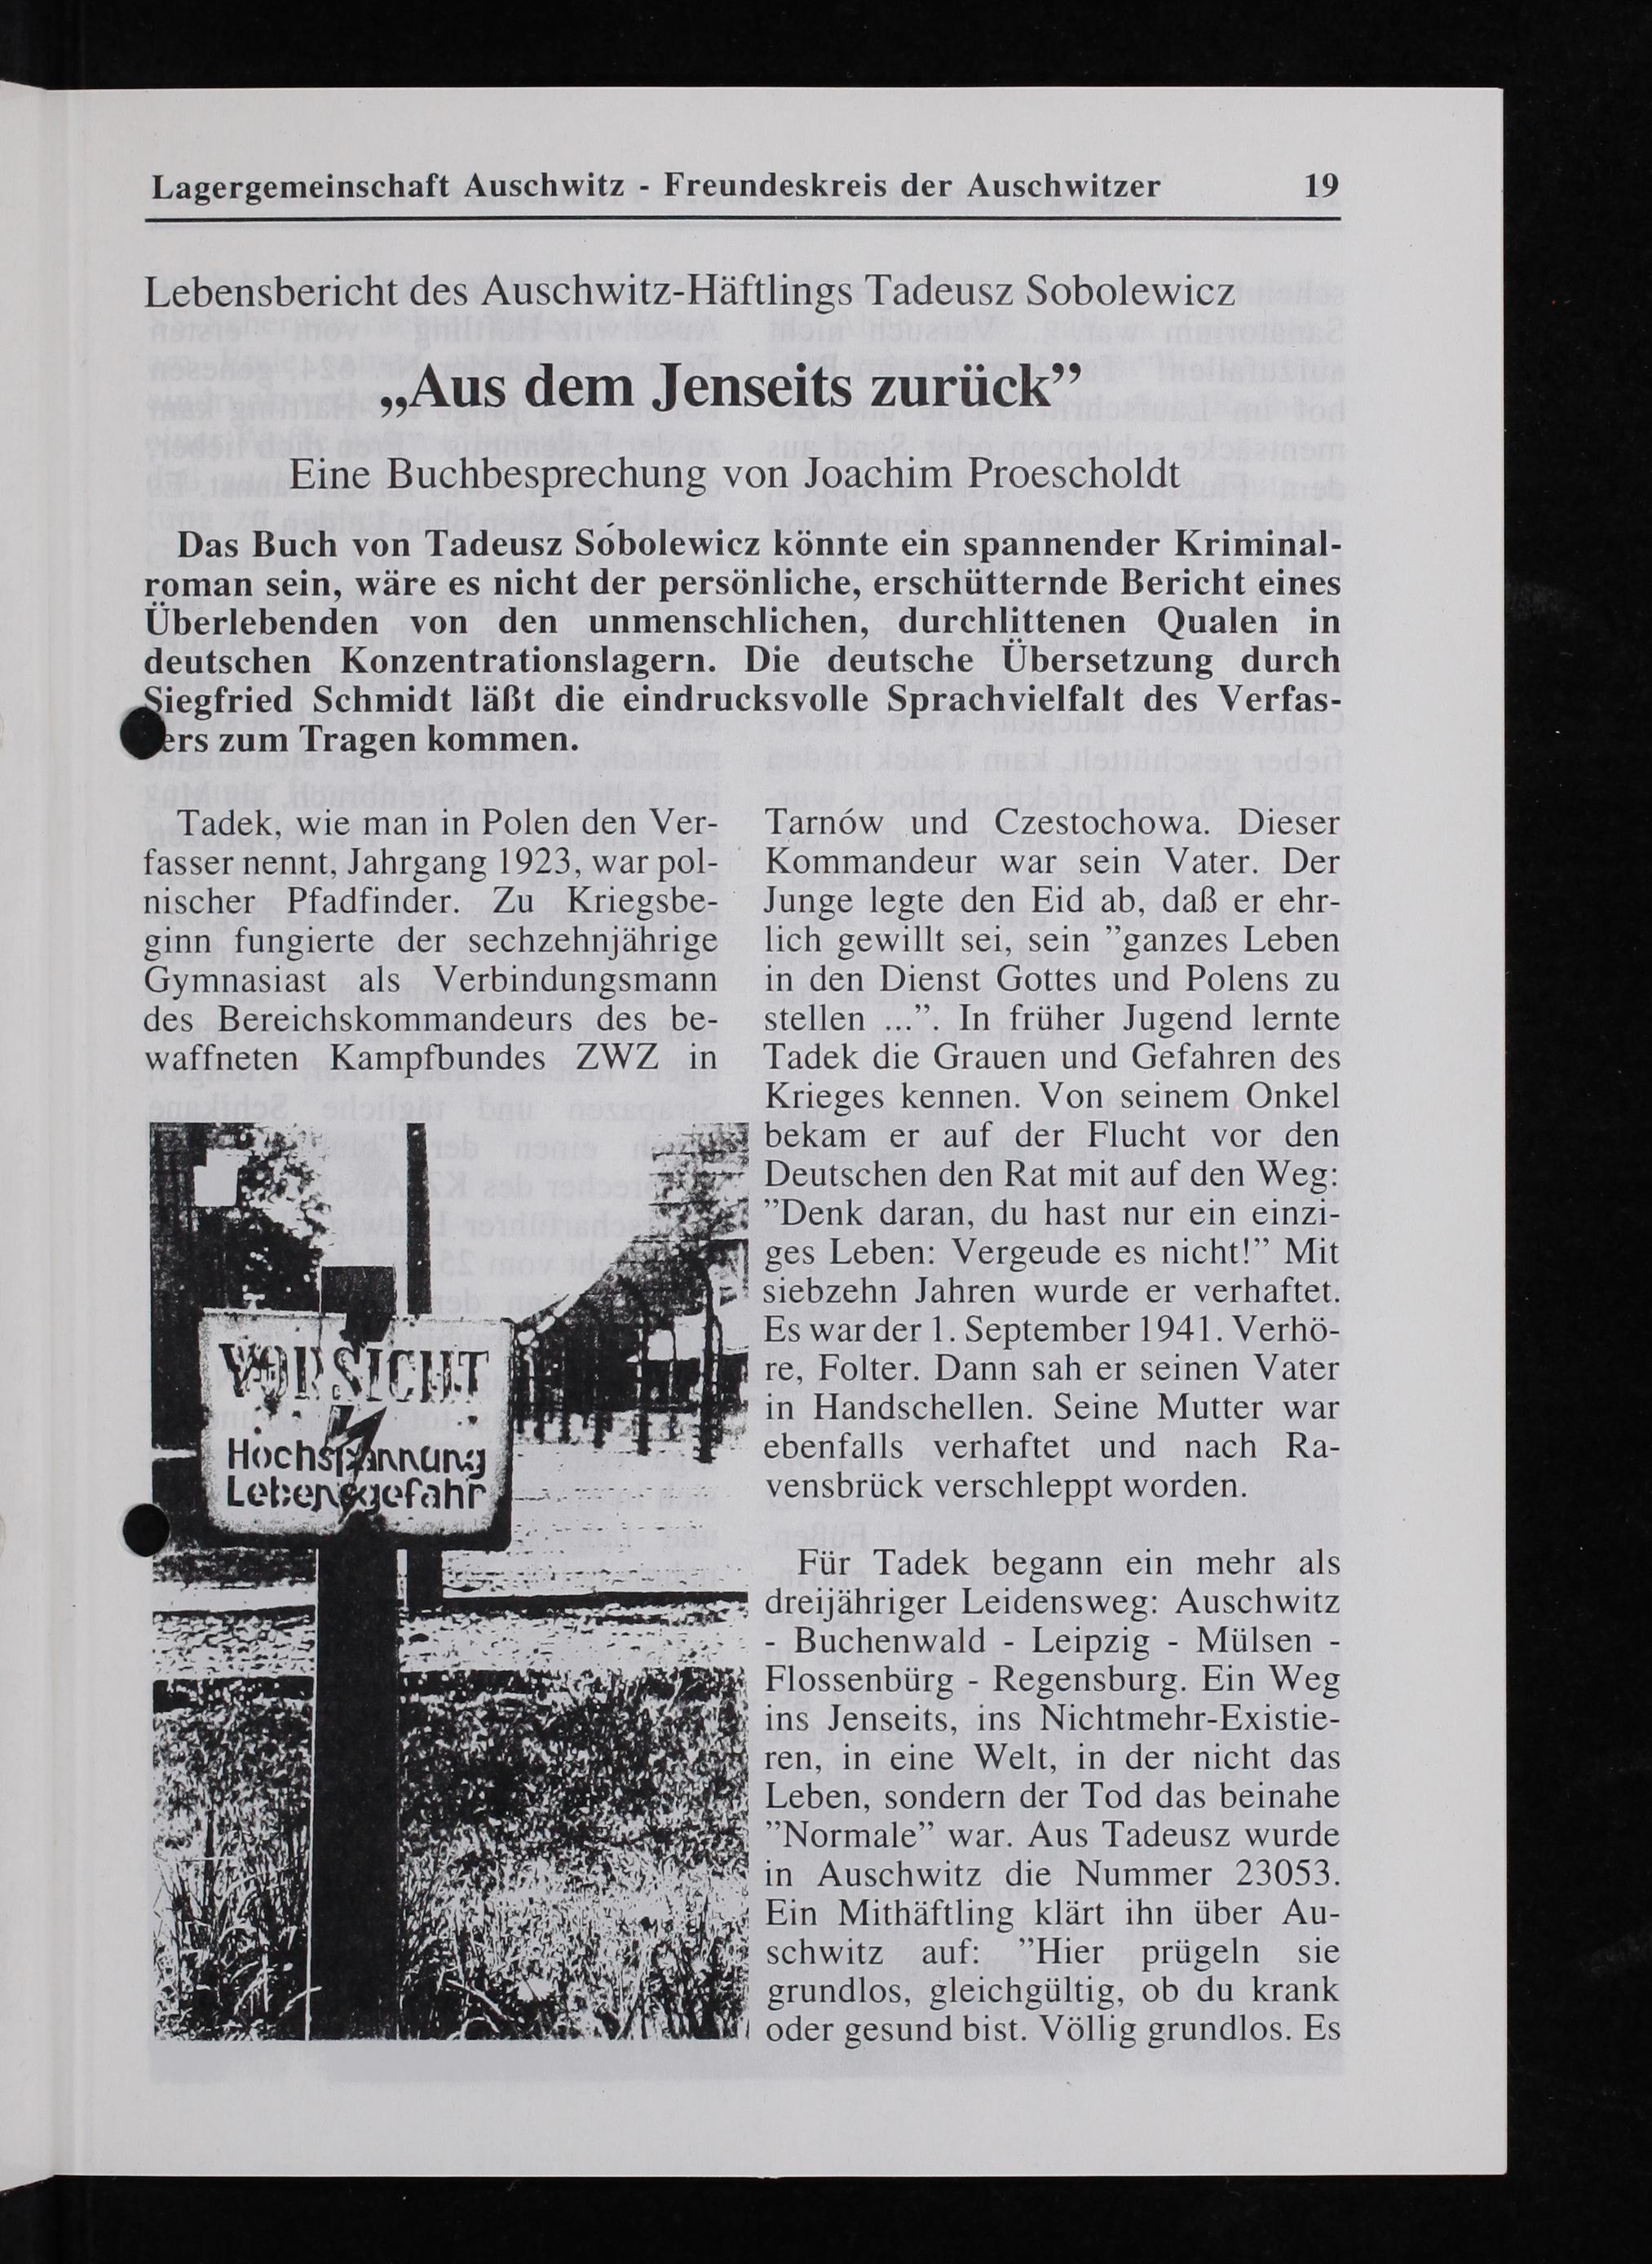 Lagergemeinschaft Auschwitz - Freundeskreis der Auschwitzer 19
Lebensbericht des Auschwitz-Häftlings Tadeusz Sobolewicz
„Aus dem Jenseits zurück”
Eine Buchbesprechung von Joachim Proescholdt
Das Buch von Tadeusz Sobolewicz könnte ein spannender Kriminal-
roman sein, wäre es nicht der persönliche, erschütternde Bericht eines
Überlebenden von den unmenschlichen, durchlittenen Qualen in
deutschen Konzentrationslagern. Die deutsche Übersetzung durch
Siegfried Schmidt läßt die eindrucksvolle Sprachvielfalt des Verfas-
ers zum Tragen kommen.
Tadek, wie man in Polen den Ver-
fasser nennt, Jahrgang 1923, war pol-
nischer Pfadfinder. Zu Kriegsbe-
ginn fungierte der sechzehnjährige
Gymnasiast als Verbindungsmann
des Bereichskommandeurs des be-
waffneten Kampfbundes ZWZ in
VORSICHT
Hochspannung
Lebensgefahr
Tarnów und Czestochowa. Dieser
Kommandeur war sein Vater. Der
Junge legte den Eid ab, daß er ehr-
lich gewillt sei, sein ”ganzes Leben
in den Dienst Gottes und Polens zu
stellen ...”. In früher Jugend lernte
Tadek die Grauen und Gefahren des
Krieges kennen. Von seinem Onkel
bekam er auf der Flucht vor den
Deutschen den Rat mit auf den Weg:
”Denk daran, du hast nur ein einzi-
ges Leben: Vergeude es nicht!” Mit
siebzehn Jahren wurde er verhaftet.
Es war der 1. September 1941. Verhö-
re, Folter. Dann sah er seinen Vater
in Handschellen. Seine Mutter war
ebenfalls verhaftet und nach Ra-
vensbrück verschleppt worden.
Für Tadek begann ein mehr als
dreijähriger Leidensweg: Auschwitz
- Buchenwald - Leipzig - Mülsen -
Flossenbürg - Regensburg. Ein Weg
ins Jenseits, ins Nichtmehr-Existie-
ren, in eine Welt, in der nicht das
Leben, sondern der Tod das beinahe
”Normale” war. Aus Tadeusz wurde
in Auschwitz die Nummer 23053.
Ein Mithäftling klärt ihn über Au-
schwitz auf: ”Hier prügeln sie
grundlos, gleichgültig, ob du krank
oder gesund bist. Völlig grundlos. Es